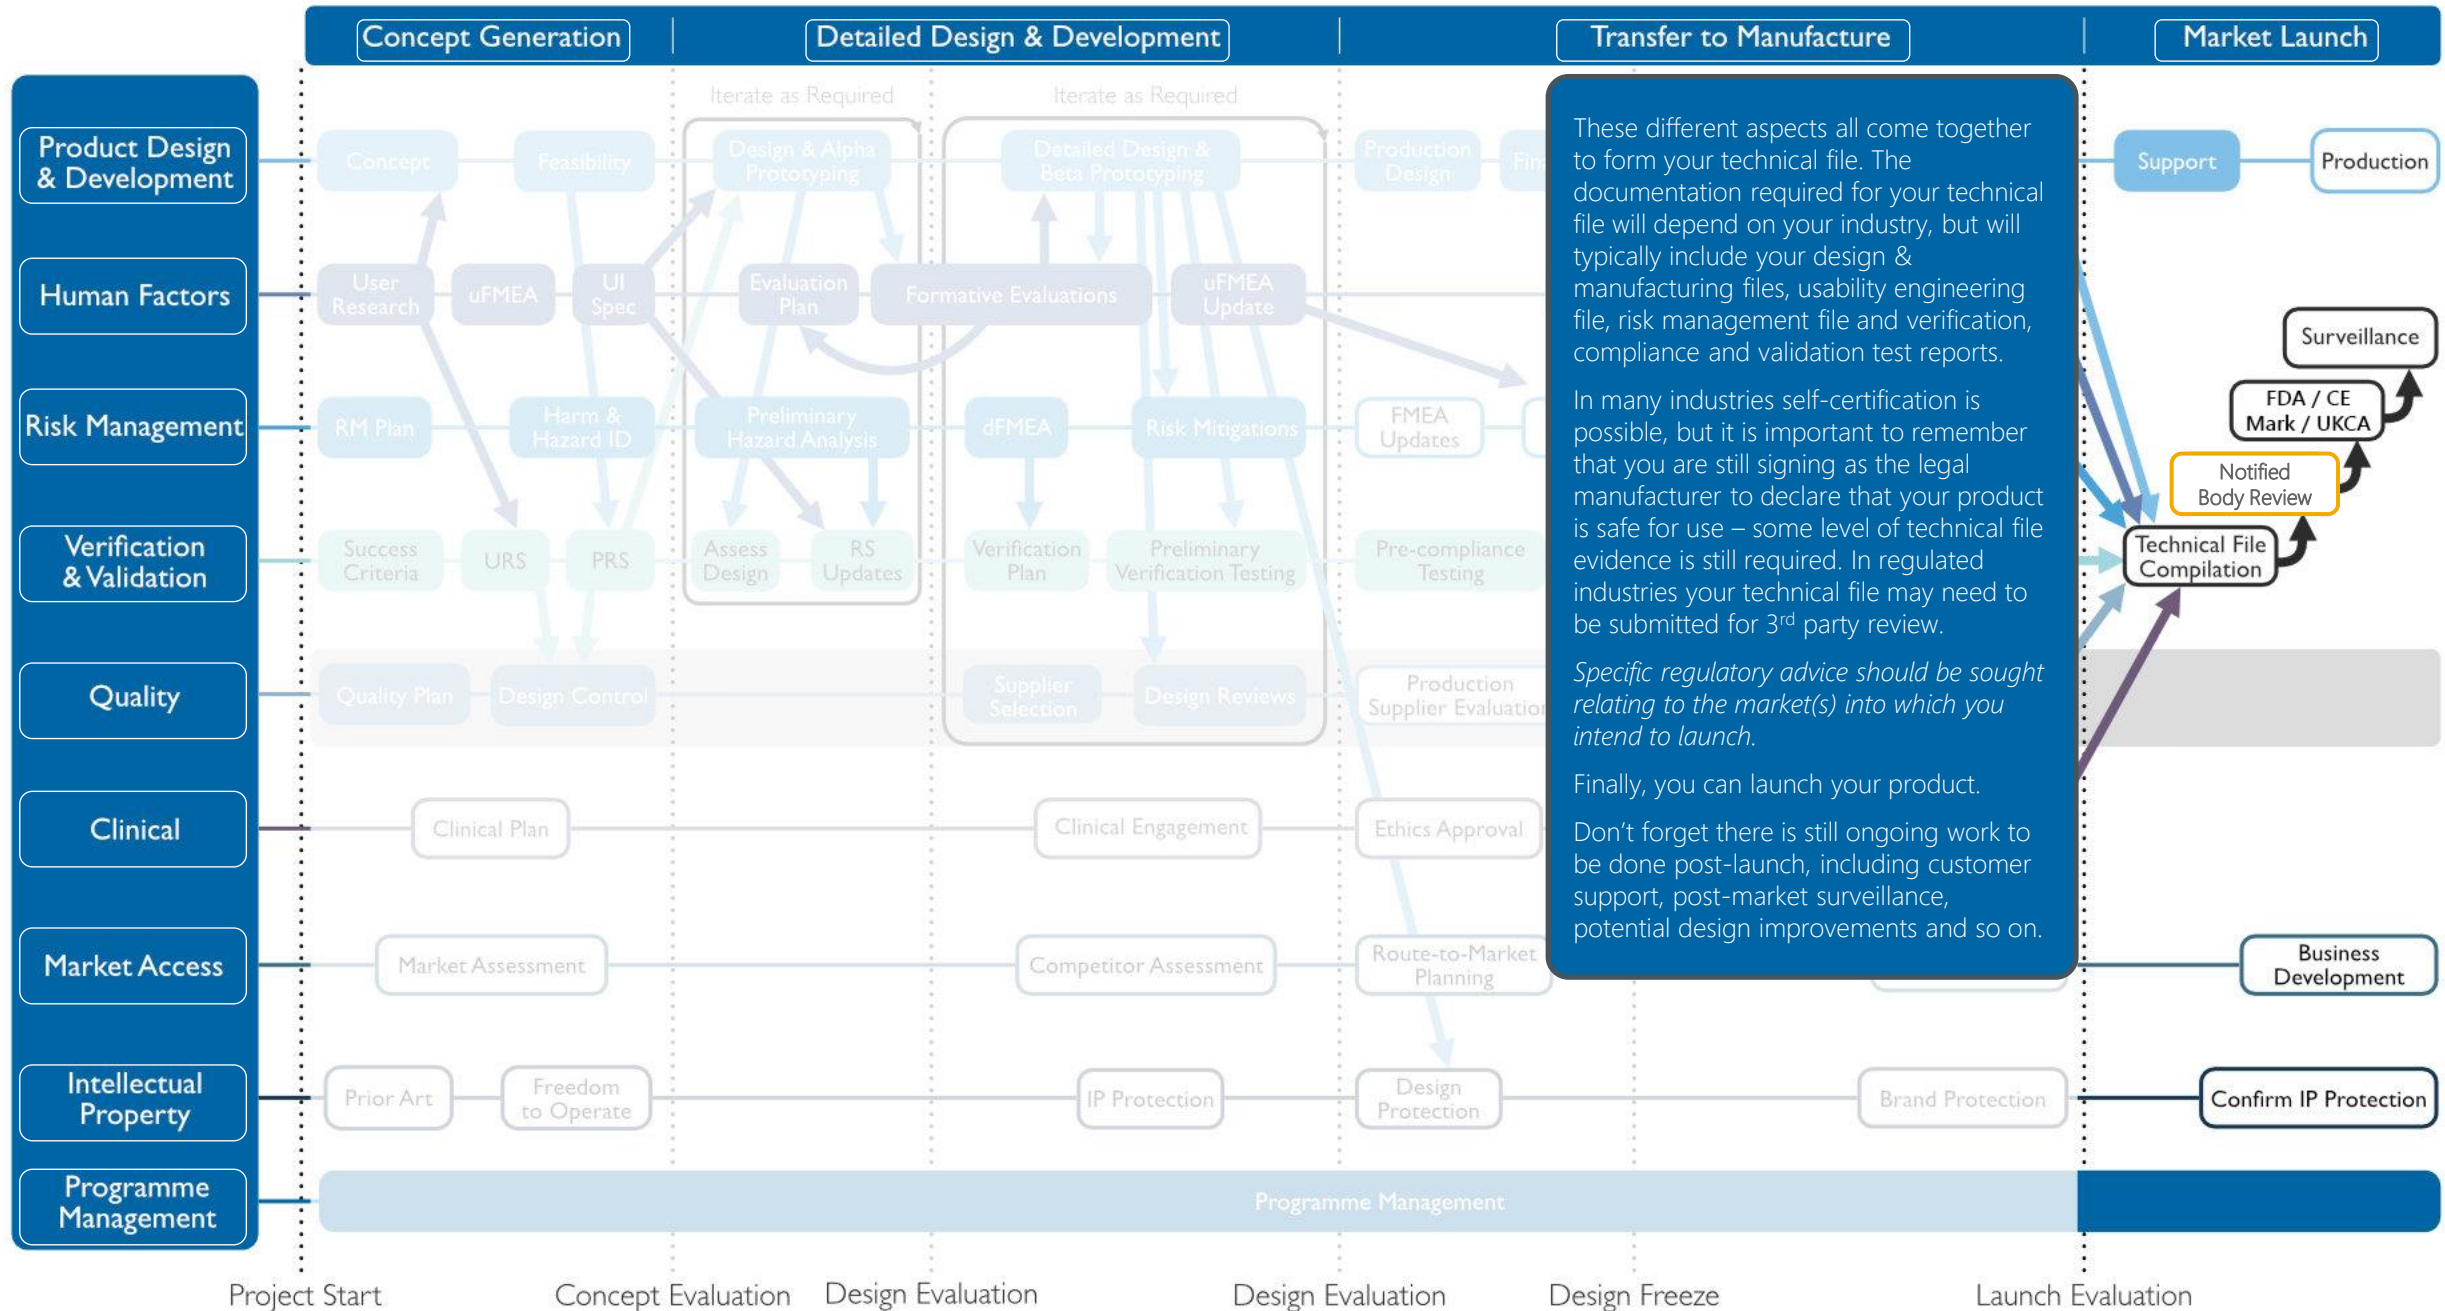 Concept Generation
Detailed Design & Development
Transfer to Manufacture
Market Launch
Product Design
& Development
Human Factors
Risk Management
Verification
& Validation
Quality
Clinical
Market Access
Intellectual
Property
Programme
Management
Iterate as Required
Iterate as Required
Concept
Feasibility
Design & Alpha
Prototyping
Detailed Design &
Beta Prototyping
Production
Design
Support
Production
User
Research
uFMEA
UI
Spec
Evaluation
Plan
Formative Evaluations
uFMEA
Update
RM Plan
Harm &
Hazard ID
Preliminary
Hazard Analysis
dFMEA
Risk Mitigations
FMEA
Updates
Success
Criteria
URS
PRS
Assess
Design
RS
Updates
Verification
Plan
Preliminary
Verification Testing
Pre-compliance
Testing
Quality Plan
Design Control
Supplier
Selection
Design Reviews
Production
Supplier Evaluation
Clinical Plan
Clinical Engagement
Ethics Approval
Market Assessment
Competitor Assessment
Route-to-Market
Planning
Prior Art
Freedom
to Operate
IP Protection
Design
Protection
Brand Protection
Programme Management
These different aspects all come together
to form your technical file. The
documentation required for your technical
file will depend on your industry, but will
typically include your design &
manufacturing files, usability engineering
file, risk management file and verification,
compliance and validation test reports.
In many industries self-certification is
possible, but it is important to remember
that you are still signing as the legal
manufacturer to declare that your product
is safe for use – some level of technical file
evidence is still required. In regulated
industries your technical file may need to
be submitted for 3rd party review.
Specific regulatory advice should be sought
relating to the market(s) into which you
intend to launch.
Finally, you can launch your product.
Don't forget there is still ongoing work to
be done post-launch, including customer
support, post-market surveillance,
potential design improvements and so on.
Surveillance
FDA / CE
Mark / UKCA
Notified
Body Review
Technical File
Compilation
Business
Development
Confirm IP Protection
Project Start
Concept Evaluation
Design Evaluation
Design Evaluation
Design Freeze
Launch Evaluation